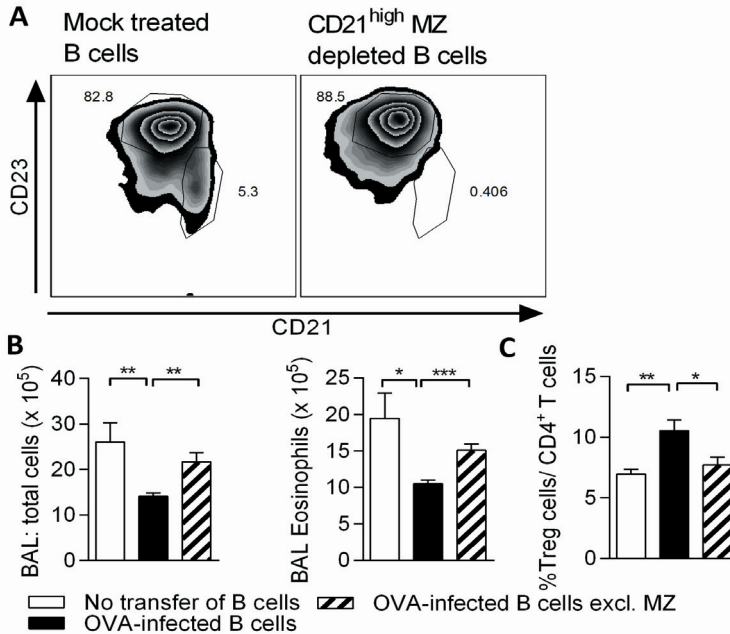 A
Mock treated
B cells
CD21high MZ
depleted B cells
82.8
5.3
88.5
0.406
CD23
CD21
B
BAL: total cells (x 10⁵)
40
30
20
10
0
**
**
BAL Eosinophils (x 10⁵)
25
20
15
10
5
0
*
***
C
%Treg cells/ CD4⁺ T cells
15
10
5
0
**
*
No transfer of B cells
OVA-infected B cells excl. MZ
OVA-infected B cells